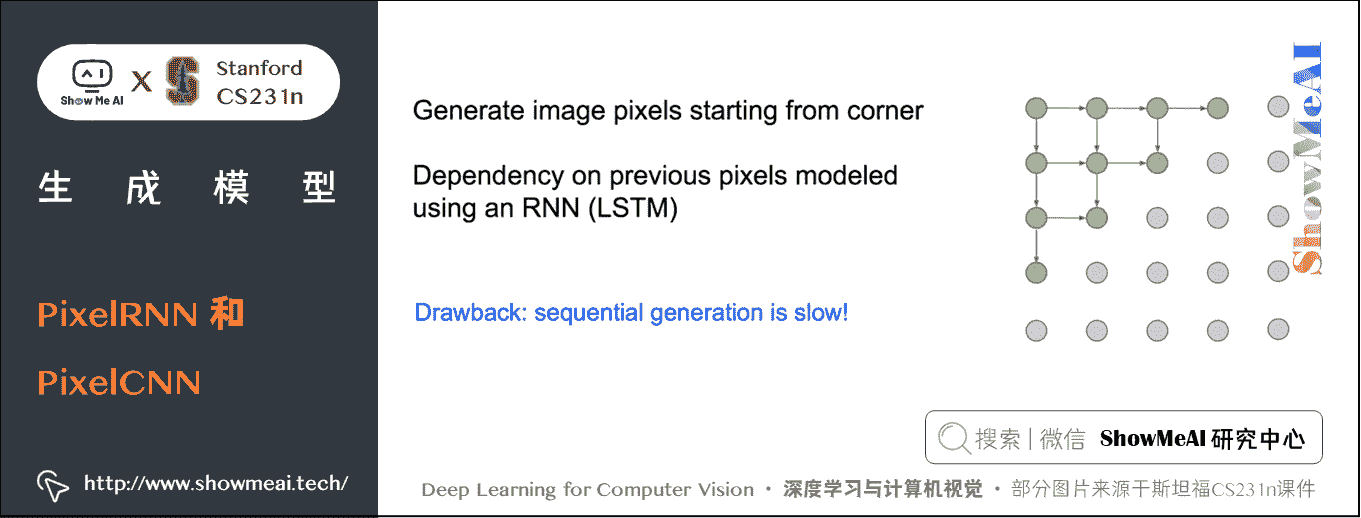 Show Me AI
X
S
Stanford
CS231n
生 成 模 型
PixelRNN 和
PixelCNN
http://www.showmeai.tech/
Generate image pixels starting from corner
Dependency on previous pixels modeled
using an RNN (LSTM)
Drawback: sequential generation is slow!
ShowMeAI
搜索 | 微信 ShowMeAI 研究中心
Deep Learning for Computer Vision · 深度学习与计算机视觉 · 部分图片来源于斯坦福CS231n课件